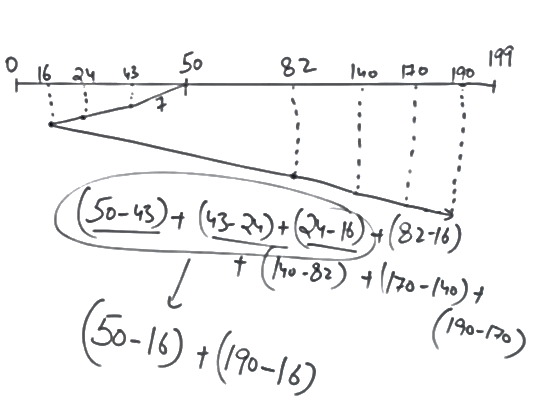 0 16 24 43 50 82 140 170 190 199
7
(50-43) + (43-24) + (24-16) + (82-16)
+ (140-82) + (170-140) +
(190-170)
(50-16) + (190-16)